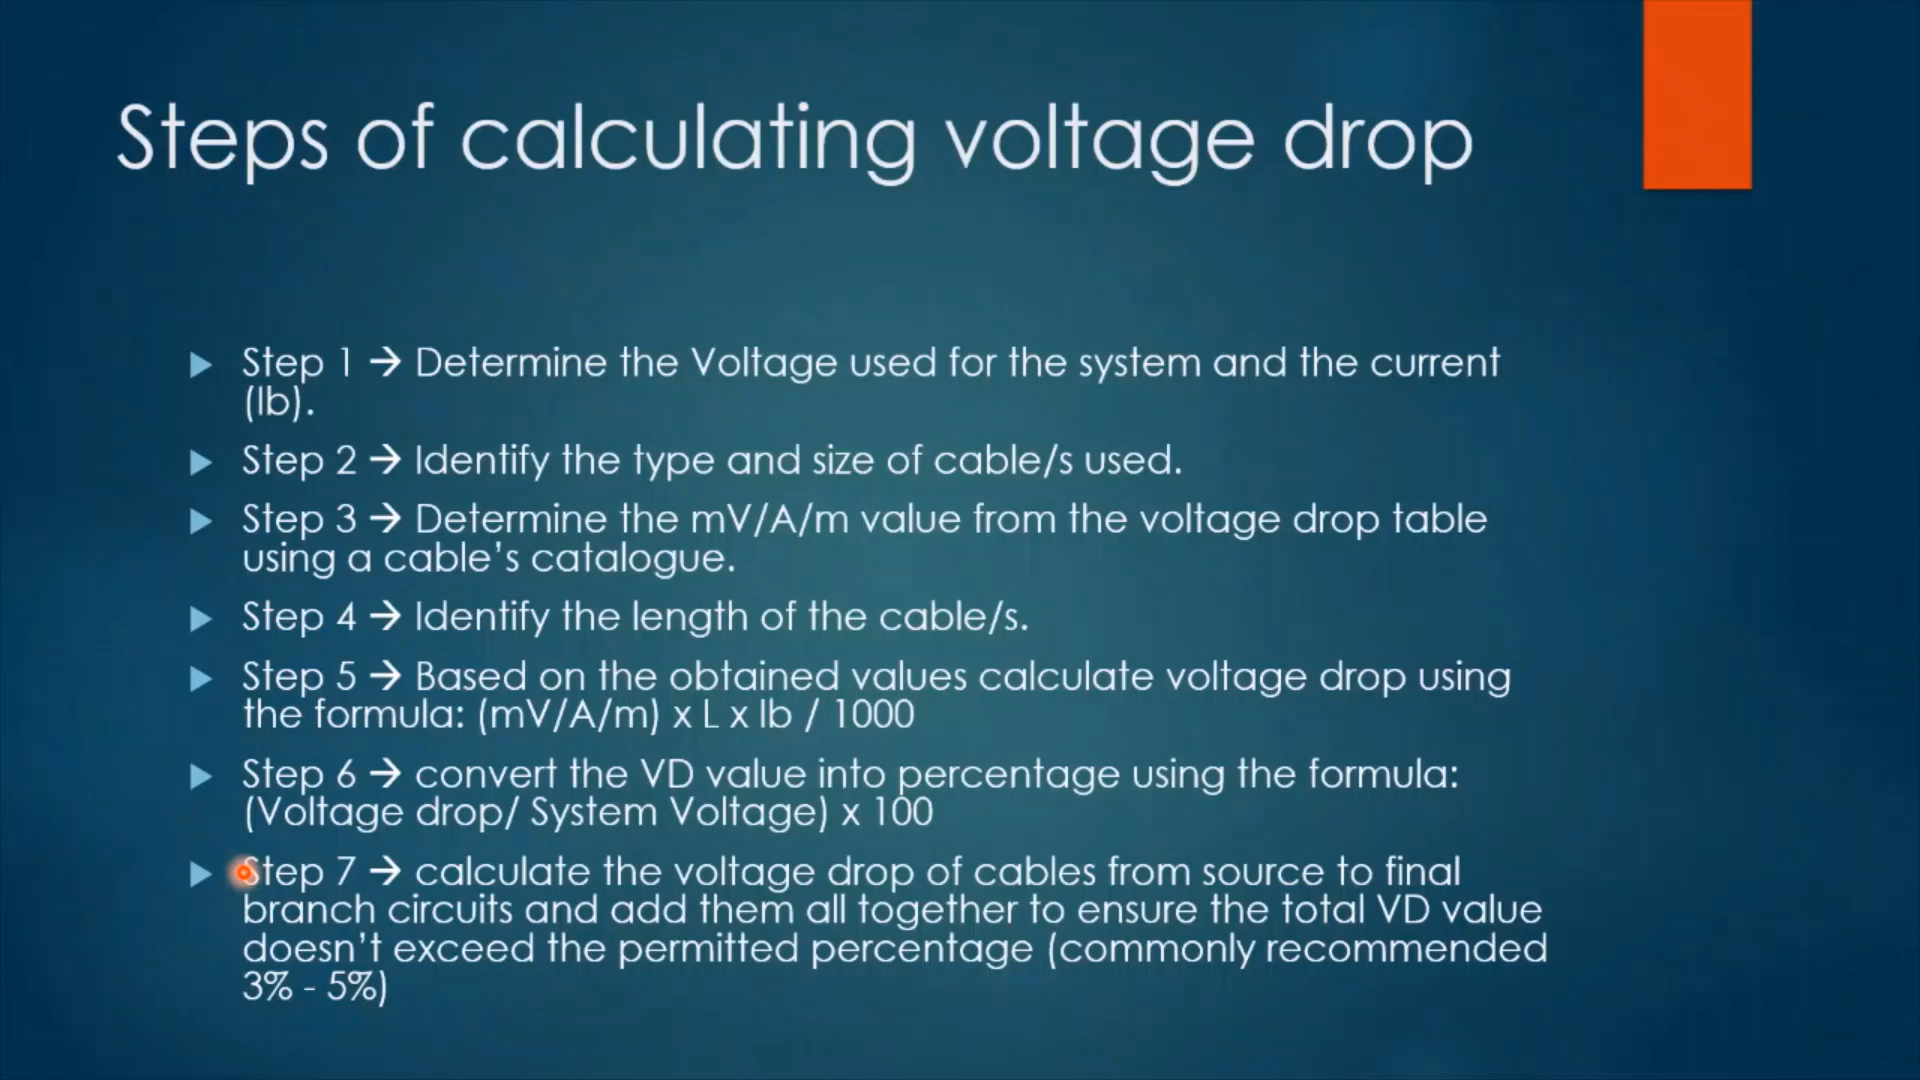 Steps of calculating voltage drop
Step 1 → Determine the Voltage used for the system and the current
(Ib).
Step 2 → Identify the type and size of cable/s used.
Step 3 → Determine the mV/A/m value from the voltage drop table
using a cable’s catalogue.
Step 4 → Identify the length of the cable/s.
Step 5 → Based on the obtained values calculate voltage drop using
the formula: (mV/A/m) x L x Ib / 1000
Step 6 → convert the VD value into percentage using the formula:
(Voltage drop/ System Voltage) x 100
Step 7 → calculate the voltage drop of cables from source to final
branch circuits and add them all together to ensure the total VD value
doesn’t exceed the permitted percentage (commonly recommended
3% - 5%)